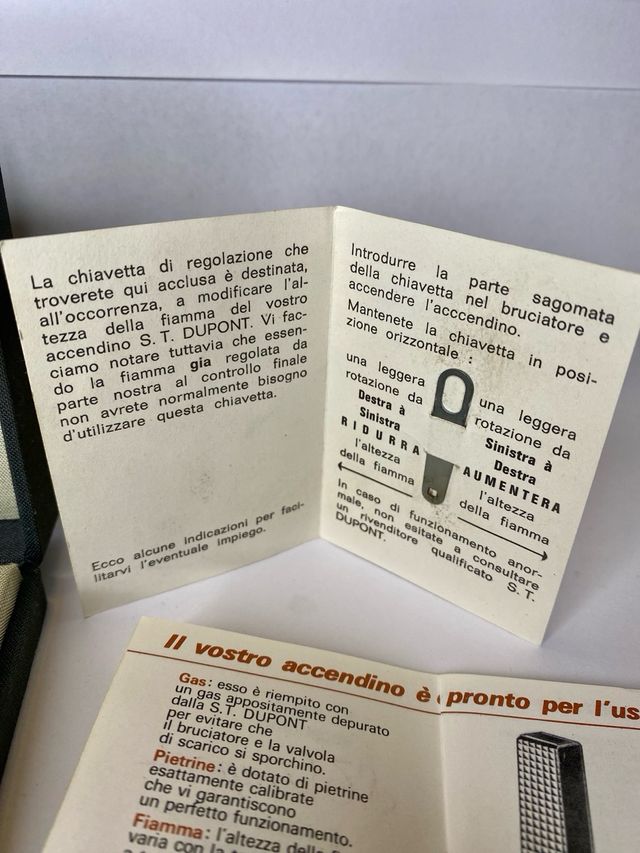 La chiavetta di regolazione che
troverete qui acclusa è destinata,
all'occorrenza, a modificare l'al-
tezza della fiamma del vostro
accendino S. T. DUPONT. Vi fac-
ciamo notare tuttavia che essen-
do la fiamma gia regolata da
parte nostra al controllo finale
non avrete normalmente bisogno
d'utilizzare questa chiavetta.
Ecco alcune indicazioni per faci-
litarvi l'eventuale impiego.
Introdurre la parte sagomata
della chiavetta nel bruciatore e
accendere l'acccendino.
Mantenete la chiavetta in posi-
zione orizzontale :
una leggera
rotazione da
Destra à
Sinistra
RIDURRA
l'altezza
della fiamma
una leggera
rotazione da
Sinistra à
Destra
AUMENTERA
l'altezza
della fiamma
In caso di funzionamento anor-
male, non esitate a consultare
un rivenditore qualificato S. T.
DUPONT.
Il vostro accendino è pronto per l'us
Gas: esso è riempito con
un gas appositamente depurato
dalla S.T. DUPONT
per evitare che
il bruciatore e la valvola
di scarico si sporchino.
Pietrine: è dotato di pietrine
esattamente calibrate
che vi garantiscono
un perfetto funzionamento.
Fiamma: l'altezza della
varia con la